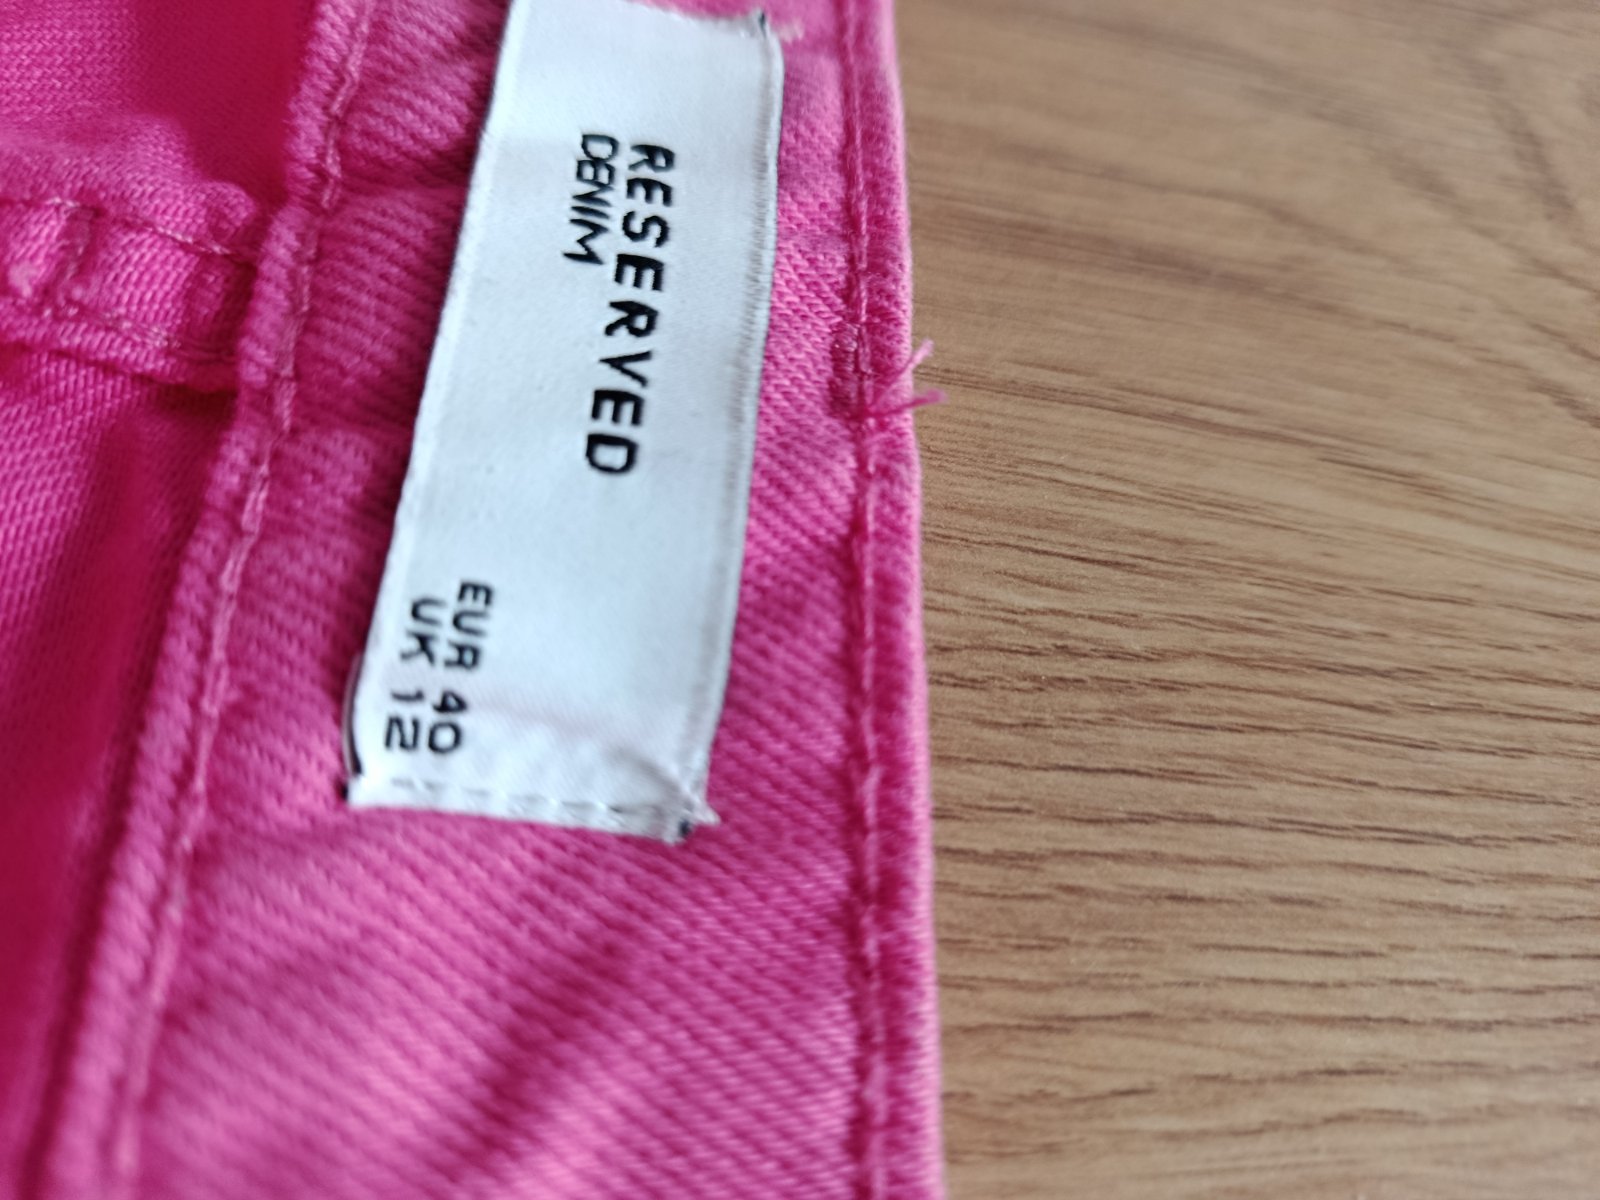 RESERVED
DENIM
EUR 40
UK 12